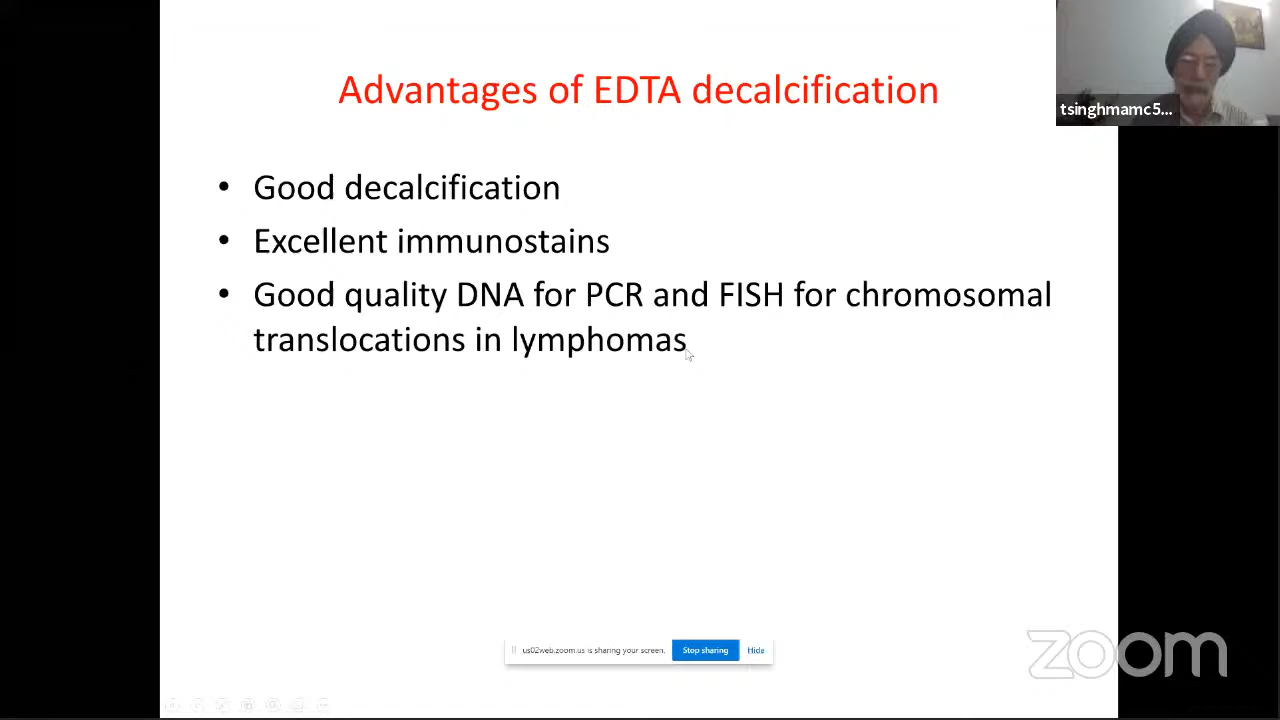 Advantages of EDTA decalcification
tsinghmamc5...
• Good decalcification
• Excellent immunostains
• Good quality DNA for PCR and FISH for chromosomal
translocations in lymphomas
us02web.zoom.us is sharing your screen.
Stop sharing
Hide
zoom